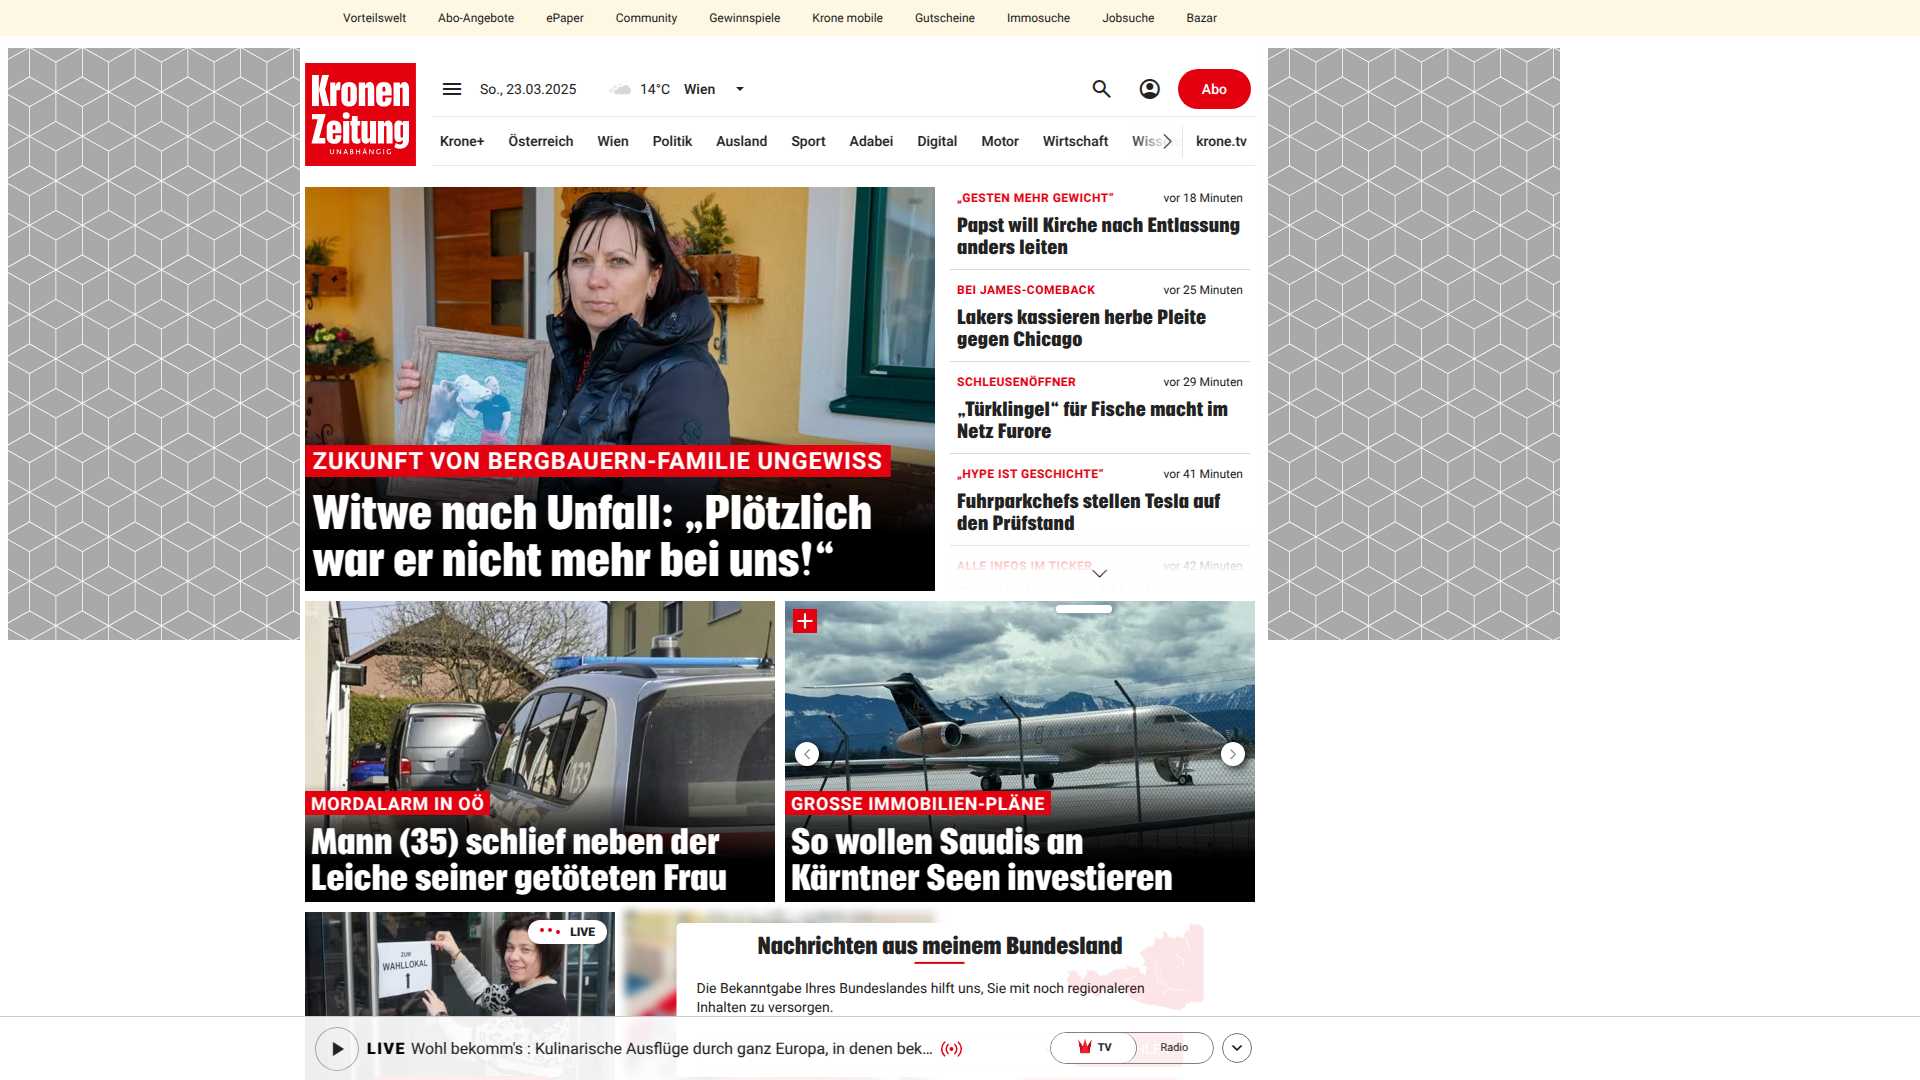 Vorteilswelt Abo-Angebote ePaper Community Gewinnspiele Krone mobile Gutscheine Immosuche Jobsuche Bazar
Kronen
Zeitung
UNABHÄNGIG
So., 23.03.2025 14°C Wien
Abo
Krone+ Österreich Wien Politik Ausland Sport Adabei Digital Motor Wirtschaft Wiss krone.tv
ZUKUNFT VON BERGBAUERN-FAMILIE UNGEWISS
Witwe nach Unfall: „Plötzlich
war er nicht mehr bei uns!“
„GESTEN MEHR GEWICHT“ vor 18 Minuten
Papst will Kirche nach Entlassung
anders leiten
BEI JAMES-COMEBACK vor 25 Minuten
Lakers kassieren herbe Pleite
gegen Chicago
SCHLEUSENÖFFNER vor 29 Minuten
„Türklingel“ für Fische macht im
Netz Furore
„HYPE IST GESCHICHTE“ vor 41 Minuten
Fuhrparkchefs stellen Tesla auf
den Prüfstand
ALLE INFOS IM TICKER vor 42 Minuten
133
MORDALARM IN OÖ
Mann (35) schlief neben der
Leiche seiner getöteten Frau
GROSSE IMMOBILIEN-PLÄNE
So wollen Saudis an
Kärntner Seen investieren
LIVE
ZUM
WAHLLOKAL
Nachrichten aus meinem Bundesland
Die Bekanntgabe Ihres Bundeslandes hilft uns, Sie mit noch regionaleren
Inhalten zu versorgen.
LIVE Wohl bekomm's : Kulinarische Ausflüge durch ganz Europa, in denen bek...
TV Radio